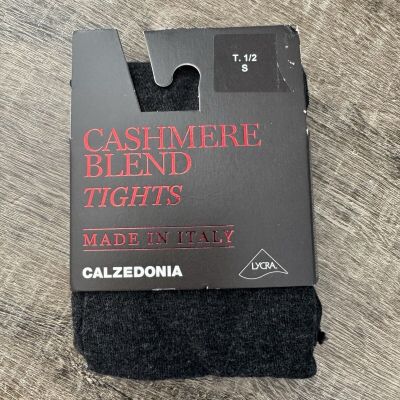 T. 1/2
S
CASHMERE
BLEND
TIGHTS
MADE IN ITALY
CALZEDONIA
LYCRA